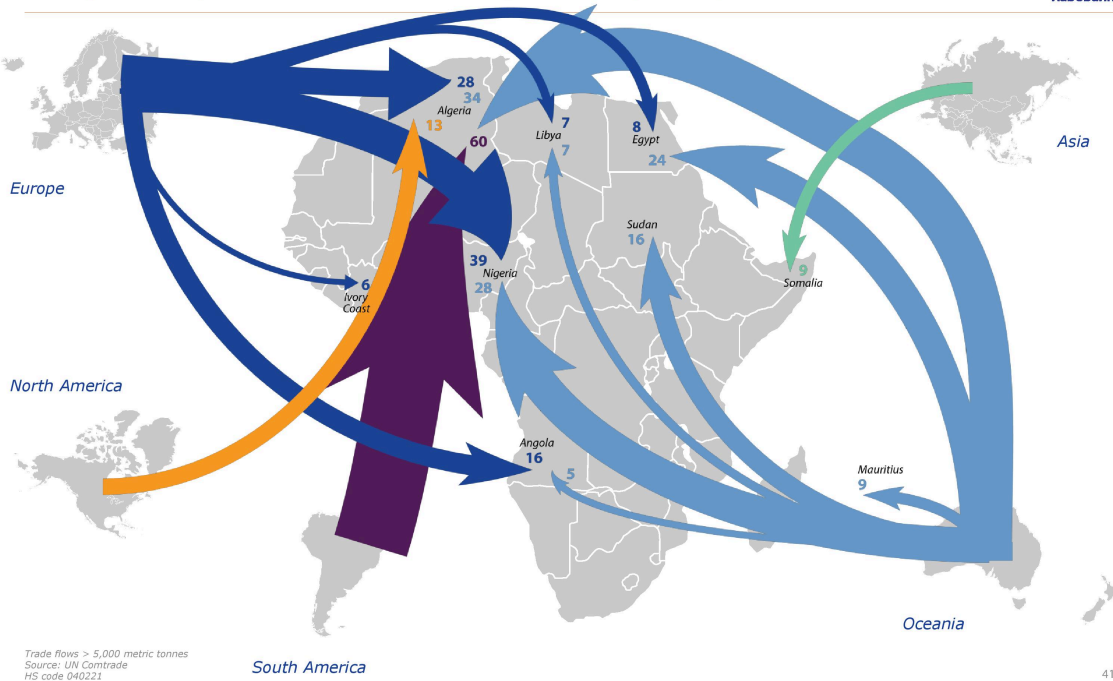 28
34
Algeria
13
60
7
Libya
7
8
Egypt
24
Asia
Europe
Sudan
16
39
Nigeria
28
9
Somalia
6
Ivory
Coast
North America
Angola
16
5
Mauritius
9
Oceania
Trade flows > 5,000 metric tonnes
Source: UN Comtrade
HS code 040221
South America
41